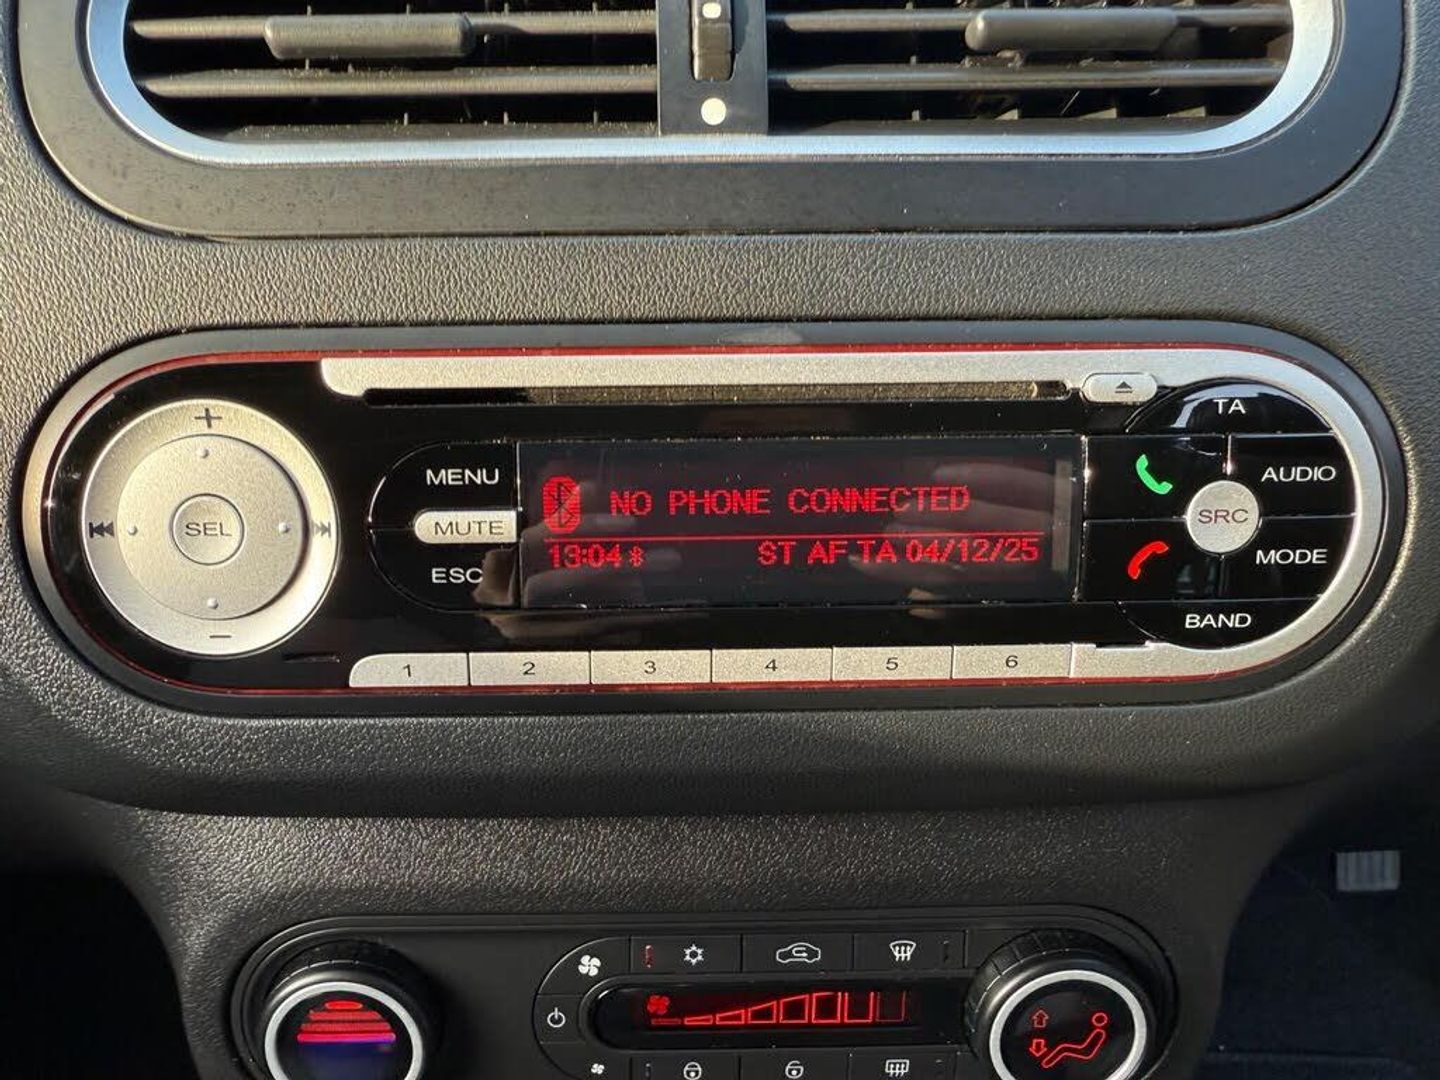 TA
+
MENU
NO PHONE CONNECTED
AUDIO
SEL
MUTE
SRC
13:04
ST AF TA 04/12/25
MODE
ESC
BAND
−
1 2 3 4 5 6